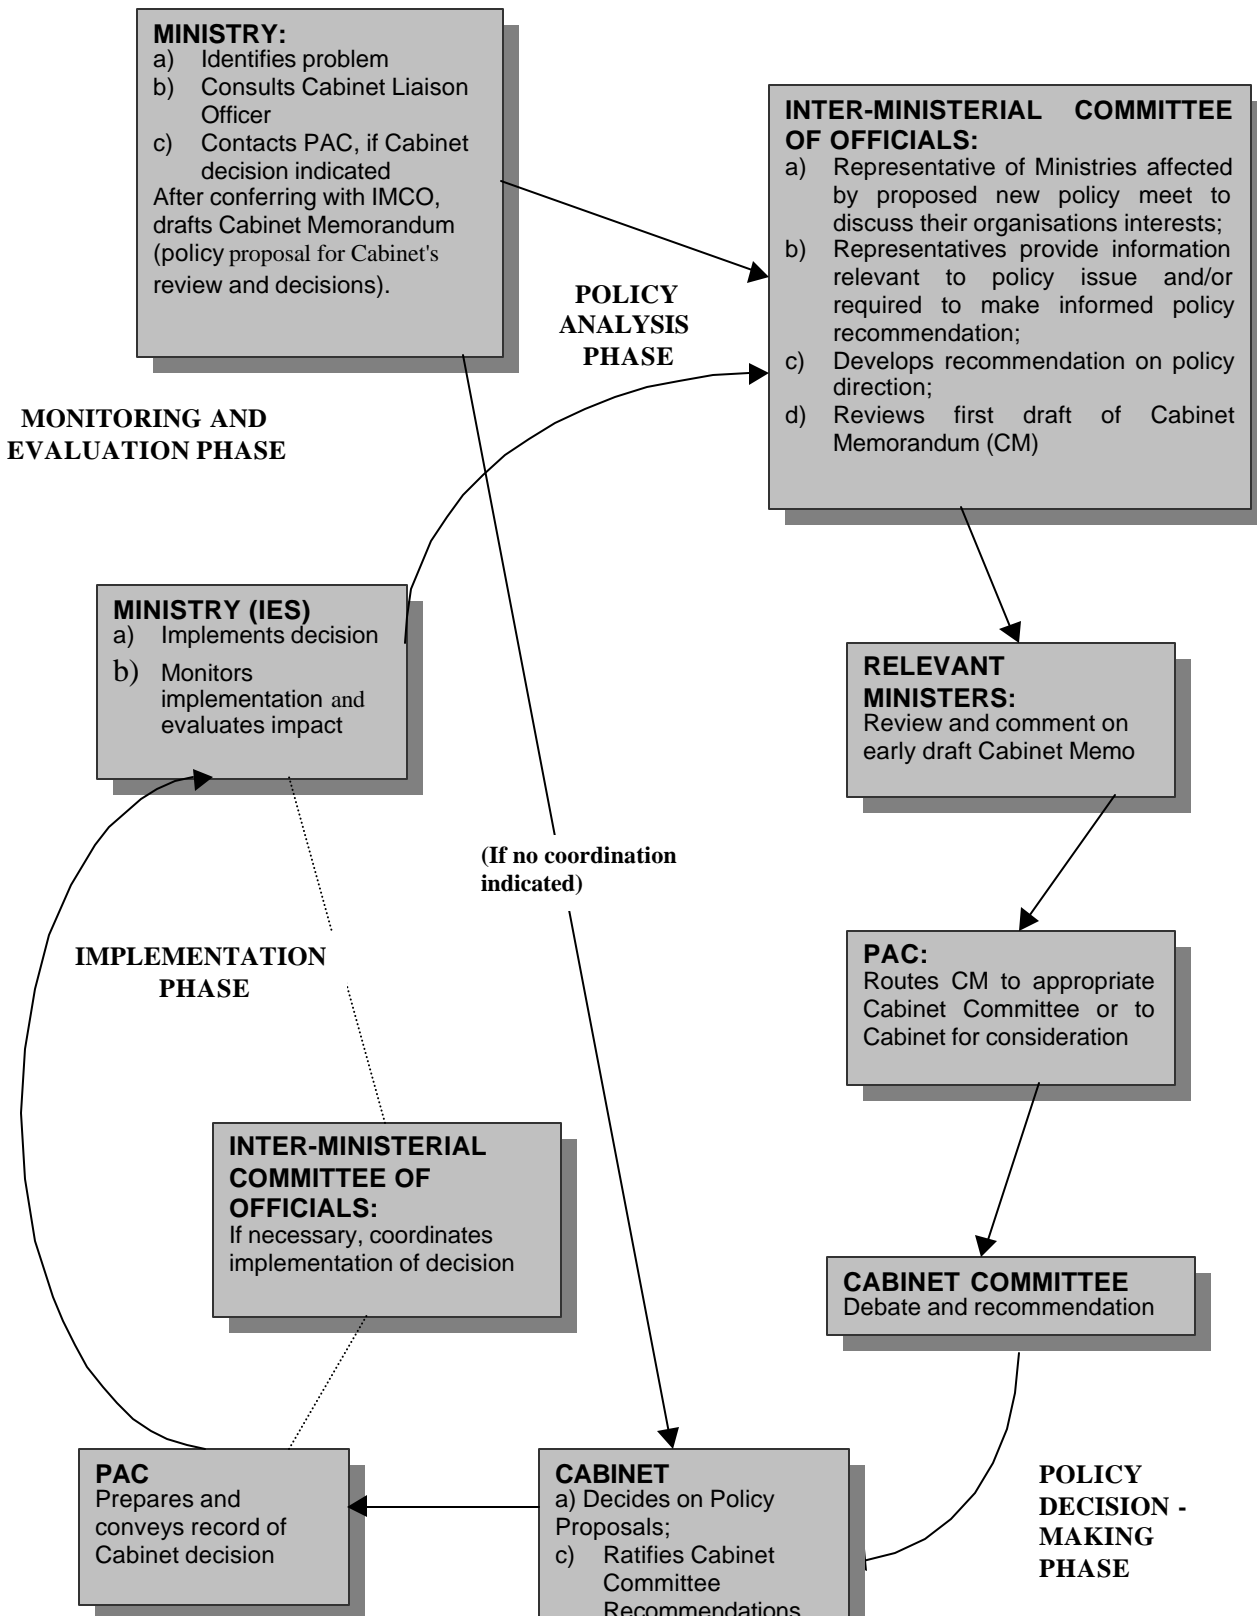 MINISTRY:
a) Identifies problem
b) Consults Cabinet Liaison
Officer
c) Contacts PAC, if Cabinet
decision indicated
After conferring with IMCO,
drafts Cabinet Memorandum
(policy proposal for Cabinet's
review and decisions).
INTER-MINISTERIAL COMMITTEE
OF OFFICIALS:
a) Representative of Ministries affected
by proposed new policy meet to
discuss their organisations interests;
b) Representatives provide information
relevant to policy issue and/or
required to make informed policy
recommendation;
c) Develops recommendation on policy
direction;
d) Reviews first draft of Cabinet
Memorandum (CM)
POLICY
ANALYSIS
PHASE
MONITORING AND
EVALUATION PHASE
MINISTRY (IES)
a) Implements decision
b) Monitors
implementation and
evaluates impact
RELEVANT
MINISTERS:
Review and comment on
early draft Cabinet Memo
(If no coordination
indicated)
IMPLEMENTATION
PHASE
PAC:
Routes CM to appropriate
Cabinet Committee or to
Cabinet for consideration
INTER-MINISTERIAL
COMMITTEE OF
OFFICIALS:
If necessary, coordinates
implementation of decision
CABINET COMMITTEE
Debate and recommendation
PAC
Prepares and
conveys record of
Cabinet decision
CABINET
a) Decides on Policy
Proposals;
c) Ratifies Cabinet
Committee
Recommendations
POLICY
DECISION -
MAKING
PHASE